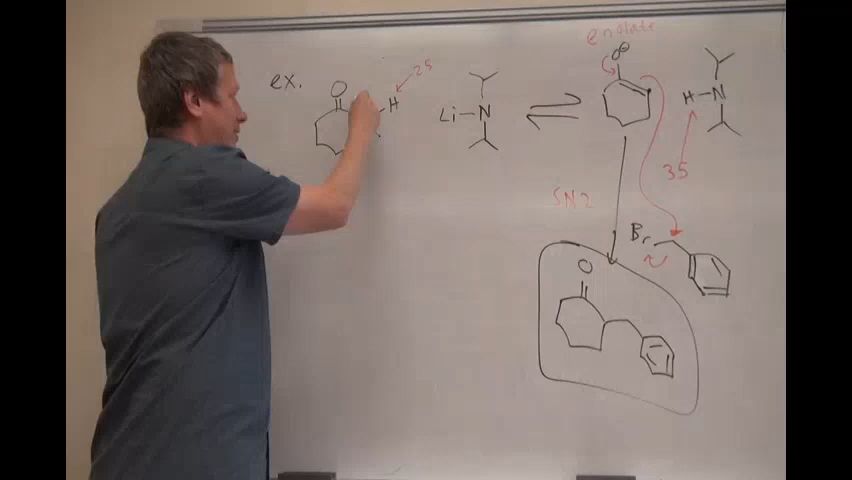 enolate
ex. O H 25 Li N O⊖ H N
35
SN2 Br
O